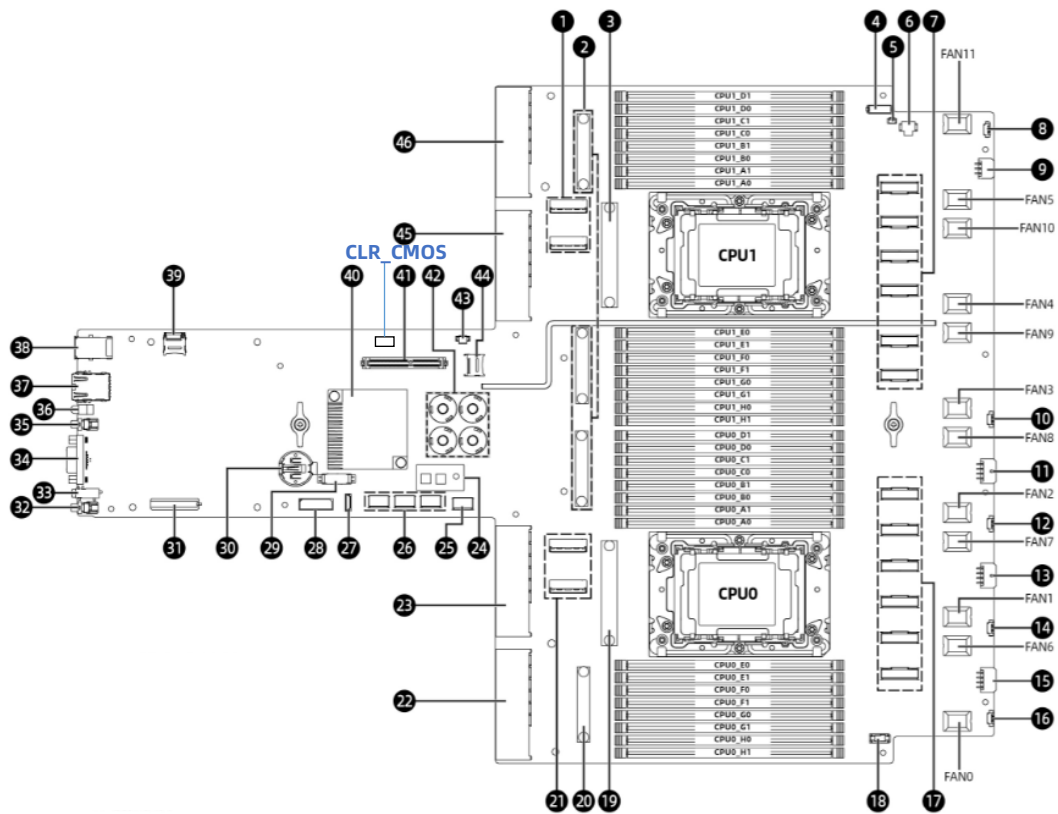 1
3
4
6
7
2
5
FAN11
CPU1_D1
CPU1_D0
CPU1_C1
CPU1_C0
CPU1_B1
CPU1_B0
CPU1_A1
CPU1_A0
8
46
9
FAN5
FAN10
45
CLR_CMOS
CPU1
39
40
41
42
43
44
FAN4
FAN9
38
37
36
35
34
33
32
CPU1_E0
CPU1_E1
CPU1_F0
CPU1_F1
CPU1_G0
CPU1_G1
CPU1_H0
CPU1_H1
CPU0_D1
CPU0_D0
CPU0_C1
CPU0_C0
CPU0_B1
CPU0_B0
CPU0_A1
CPU0_A0
FAN3
10
FAN8
11
FAN2
12
FAN7
31
30
29
28
27
26
25
24
13
FAN1
23
CPU0
14
FAN6
15
22
CPU0_E0
CPU0_E1
CPU0_F0
CPU0_F1
CPU0_G0
CPU0_G1
CPU0_H0
CPU0_H1
16
FAN0
21
20
19
18
17